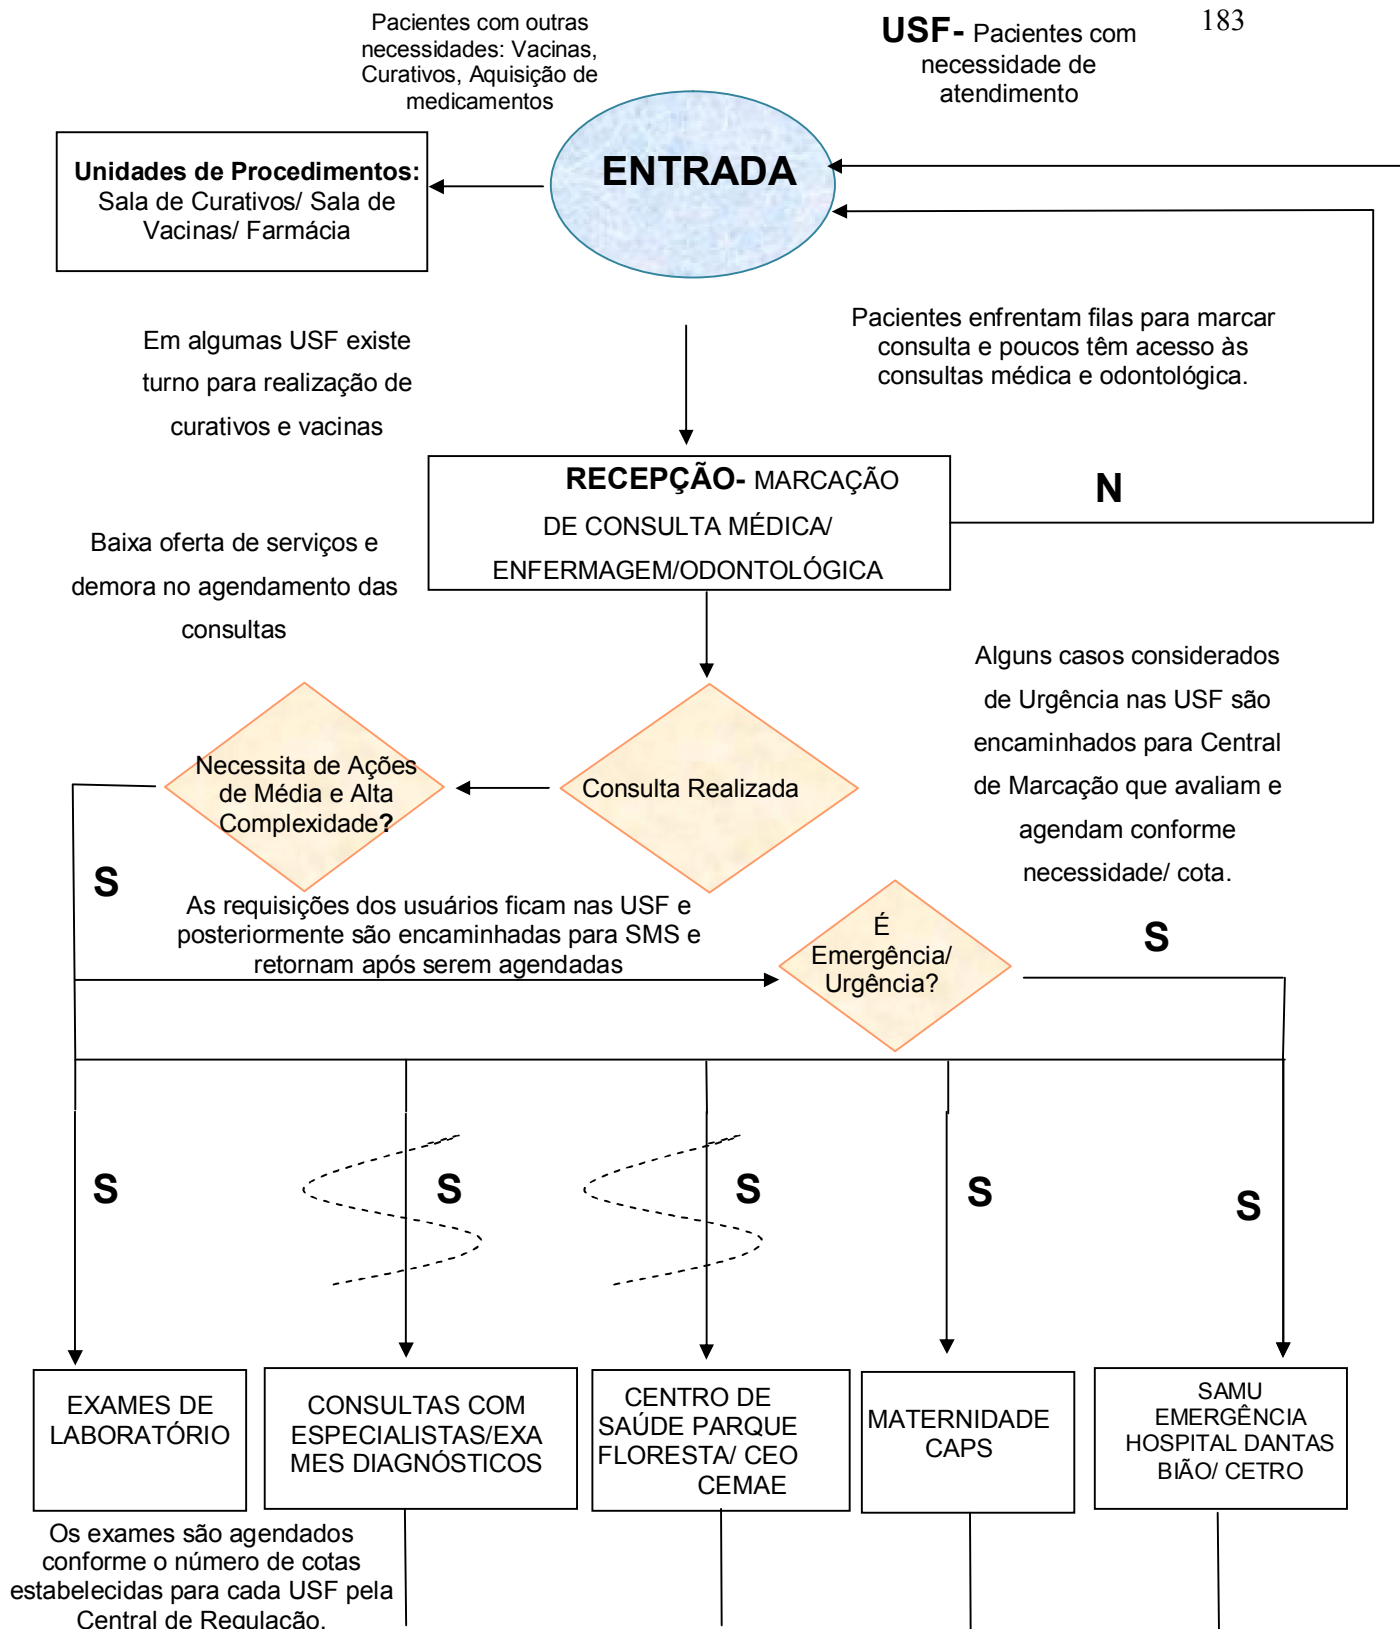 183
Pacientes com outras
necessidades: Vacinas,
Curativos, Aquisição de
medicamentos
USF- Pacientes com
necessidade de
atendimento
ENTRADA
Unidades de Procedimentos:
Sala de Curativos/ Sala de
Vacinas/ Farmácia
Em algumas USF existe
turno para realização de
curativos e vacinas
Pacientes enfrentam filas para marcar
consulta e poucos têm acesso às
consultas médica e odontológica.
RECEPÇÃO- MARCAÇÃO
DE CONSULTA MÉDICA/
ENFERMAGEM/ODONTOLÓGICA
N
Baixa oferta de serviços e
demora no agendamento das
consultas
Alguns casos considerados
de Urgência nas USF são
encaminhados para Central
de Marcação que avaliam e
agendam conforme
necessidade/ cota.
Necessita de Ações
de Média e Alta
Complexidade?
Consulta Realizada
S
As requisições dos usuários ficam nas USF e
posteriormente são encaminhadas para SMS e
retornam após serem agendadas
É
Emergência/
Urgência?
S
S
S
S
S
S
EXAMES DE
LABORATÓRIO
CONSULTAS COM
ESPECIALISTAS/EXA
MES DIAGNÓSTICOS
CENTRO DE
SAÚDE PARQUE
FLORESTA/ CEO
CEMAE
MATERNIDADE
CAPS
SAMU
EMERGÊNCIA
HOSPITAL DANTAS
BIÃO/ CETRO
Os exames são agendados
conforme o número de cotas
estabelecidas para cada USF pela
Central de Regulação.